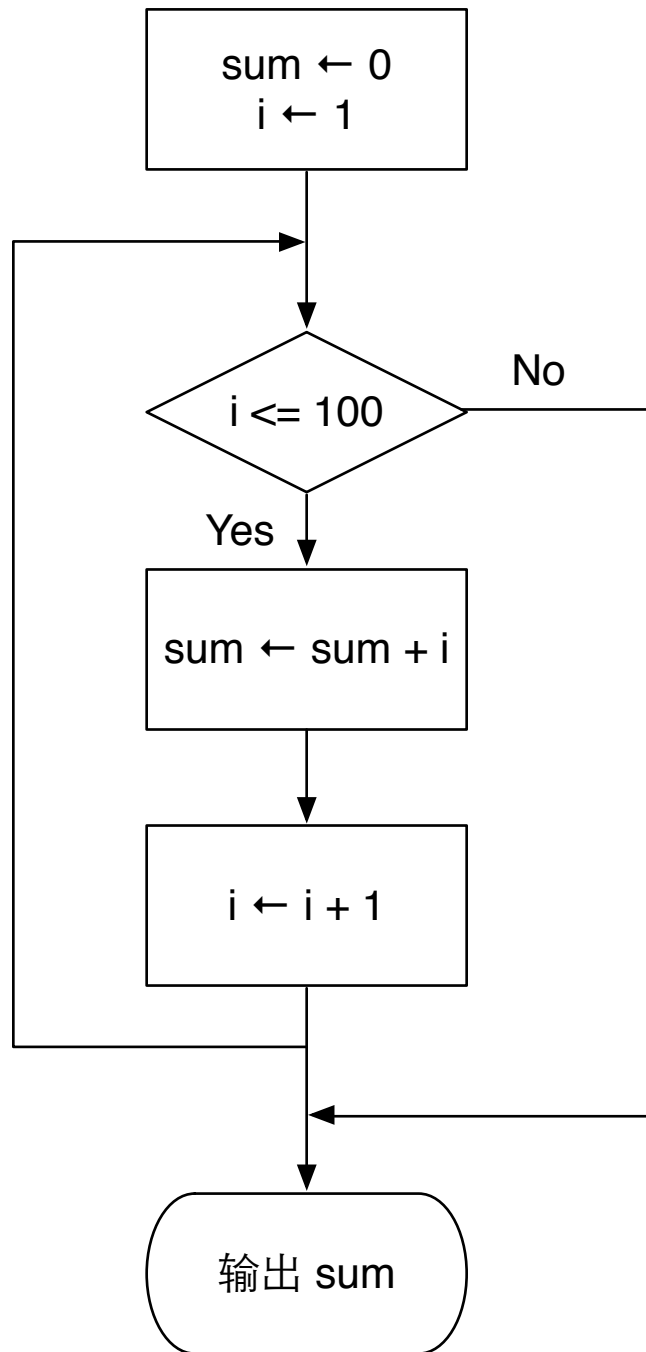 sum ← 0
i ← 1
i <= 100
No
Yes
sum ← sum + i
i ← i + 1
输出 sum